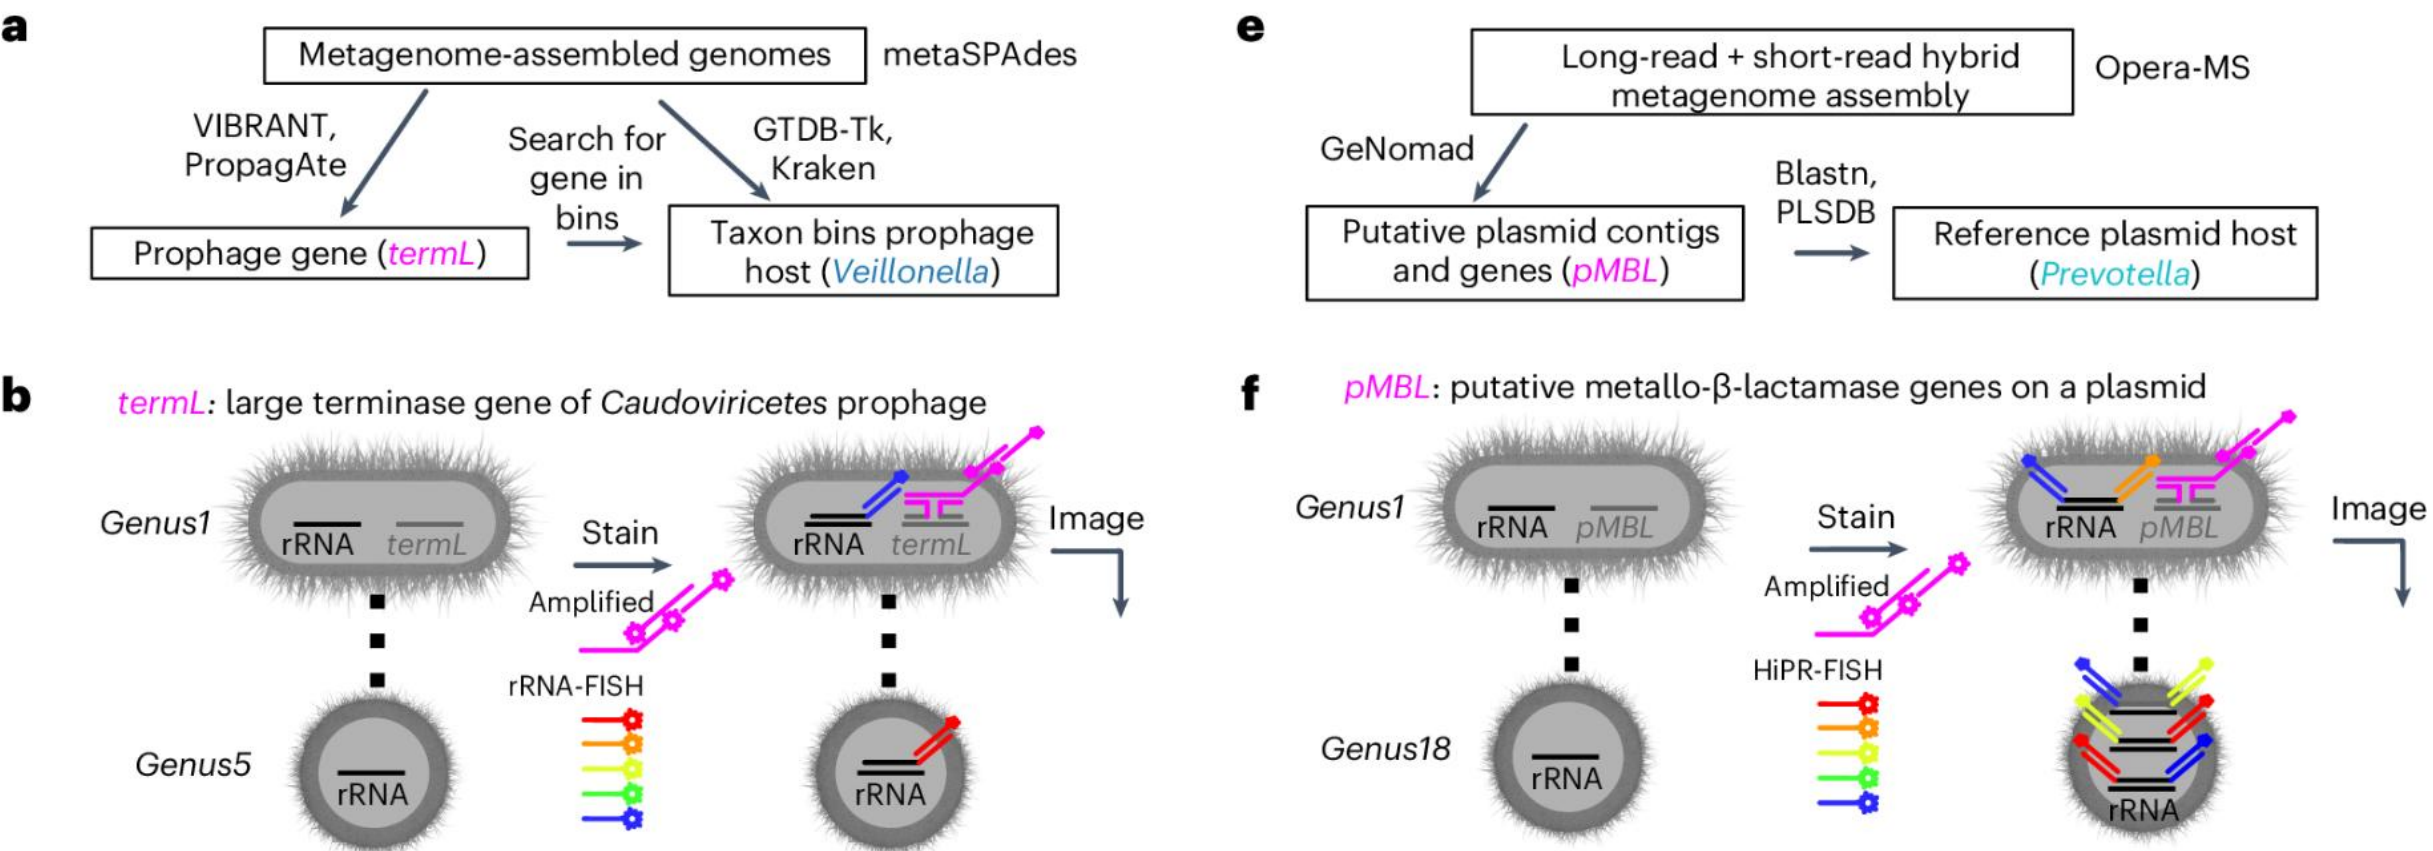 a
Metagenome-assembled genomes
metaSPAdes
VIBRANT,
PropagAte
Search for
gene in
bins
GTDB-Tk,
Kraken
Prophage gene (termL)
Taxon bins prophage
host (Veillonella)
b
termL: large terminase gene of Caudoviricetes prophage
Genus1
rRNA
termL
Stain
Amplified
rRNA-FISH
rRNA
termL
Image
Genus5
rRNA
rRNA
e
Long-read + short-read hybrid
metagenome assembly
Opera-MS
GeNomad
Blastn,
PLSDB
Putative plasmid contigs
and genes (pMBL)
Reference plasmid host
(Prevotella)
f
pMBL: putative metallo-β-lactamase genes on a plasmid
Genus1
rRNA
pMBL
Stain
Amplified
HiPR-FISH
rRNA
pMBL
Image
Genus18
rRNA
rRNA